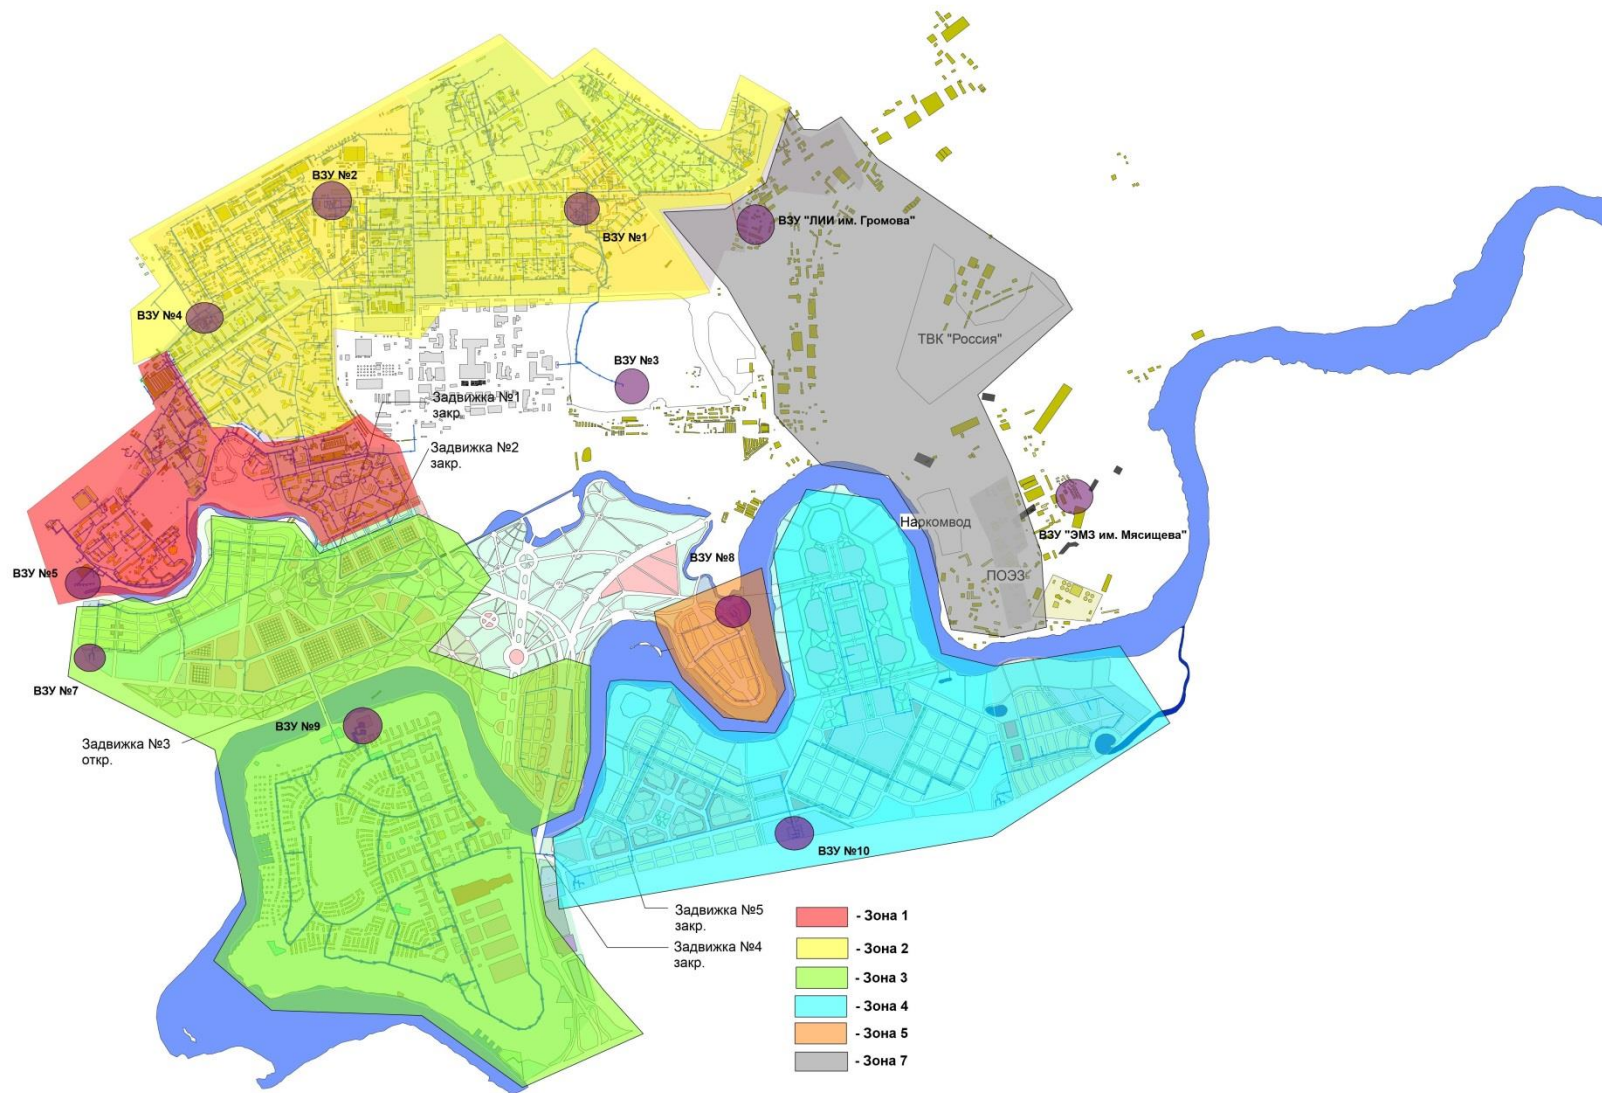 ВЗУ №2
ВЗУ №1
ВЗУ "ЛИИ им. Громова"
ВЗУ №4
ТВК "Россия"
ВЗУ №3
Задвижка №1
закр.
Задвижка №2
закр.
Наркомвод
ВЗУ "ЭМЗ им. Мясищева"
ВЗУ №8
ПОЭЗ
ВЗУ №5
ВЗУ №7
ВЗУ №9
Задвижка №3
откр.
ВЗУ №10
Задвижка №5
закр.
Задвижка №4
закр.
- Зона 1
- Зона 2
- Зона 3
- Зона 4
- Зона 5
- Зона 7